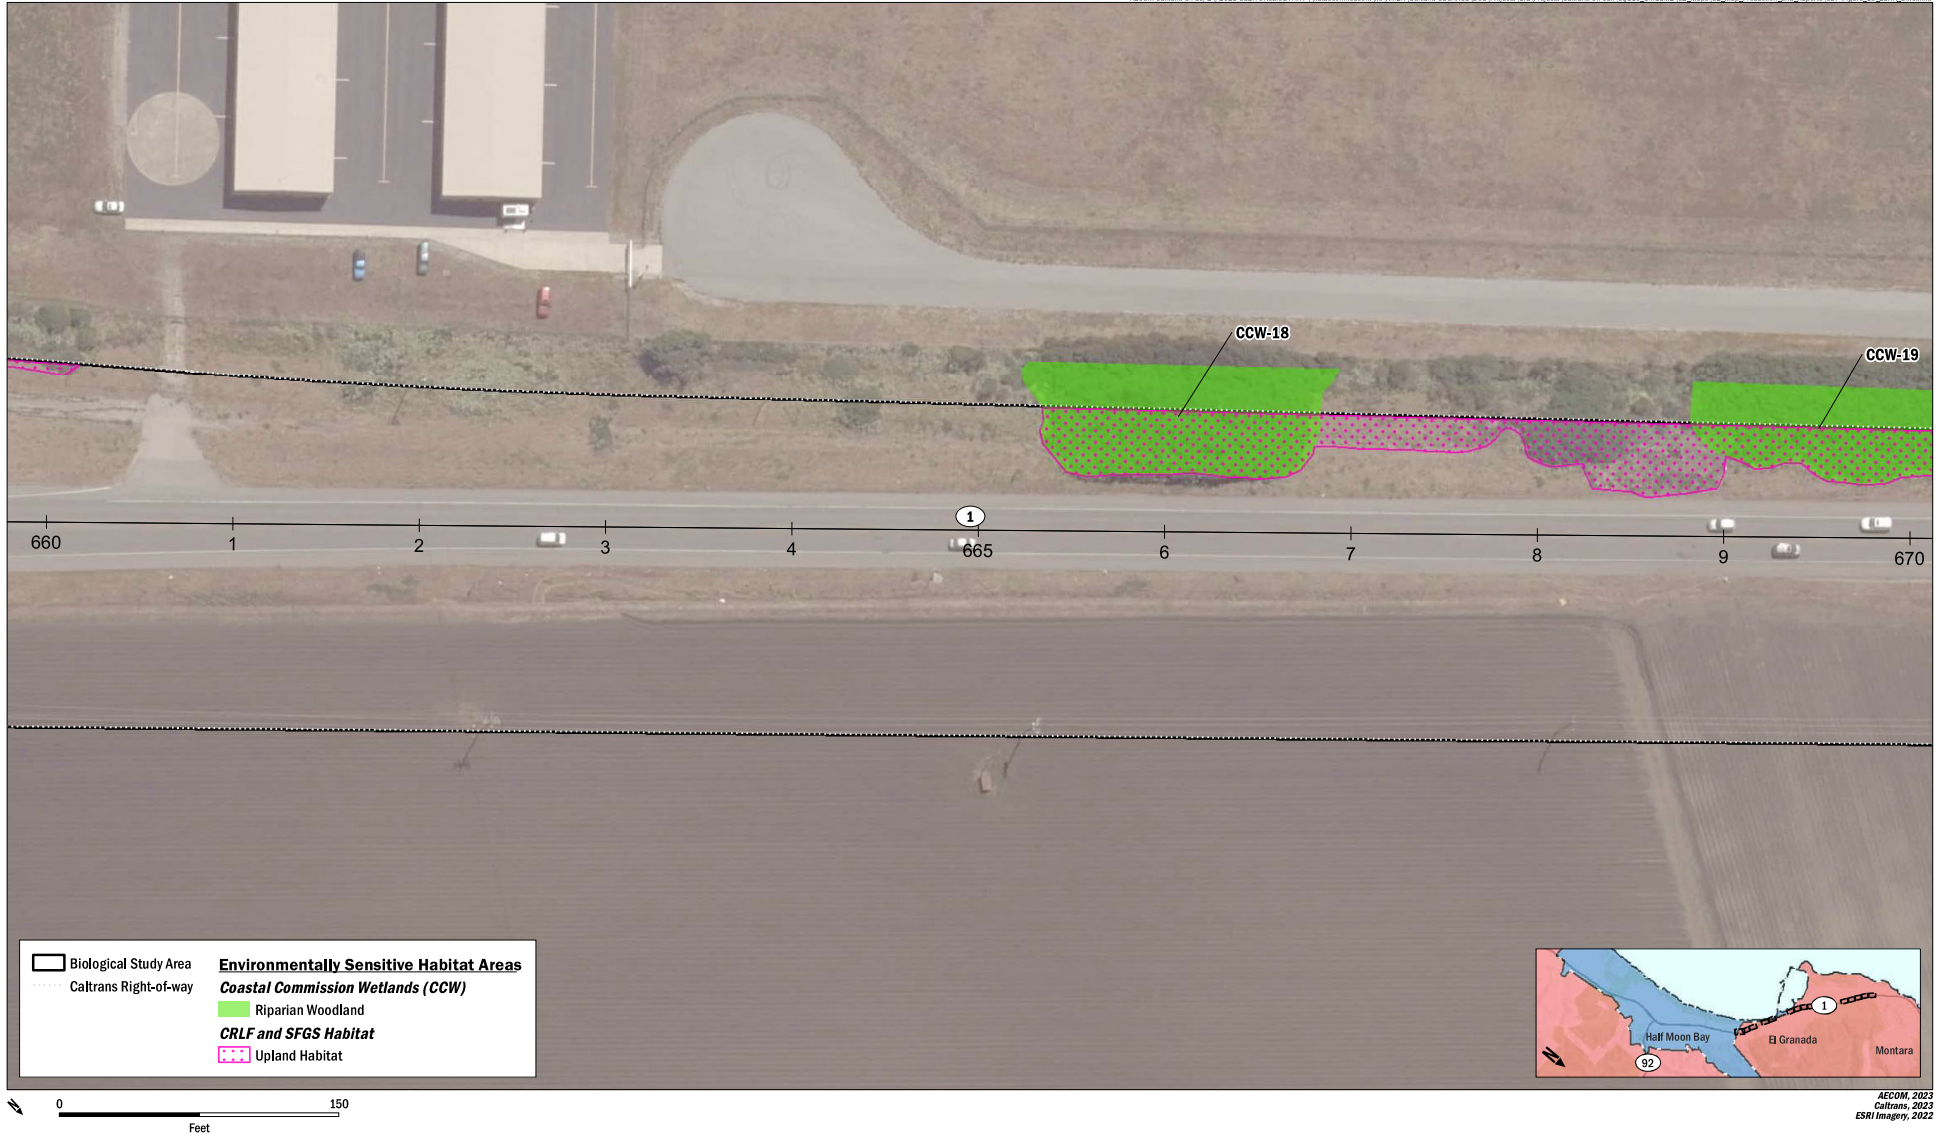 CCW-18
CCW-19
1
660
1
2
3
4
665
6
7
8
9
670
Biological Study Area
Caltrans Right-of-way
Environmentally Sensitive Habitat Areas
Coastal Commission Wetlands (CCW)
Riparian Woodland
CRLF and SFGS Habitat
Upland Habitat
1
Half Moon Bay
El Granada
Montara
92
N
N
0
150
Feet
AECOM, 2023
Caltrans, 2023
ESRI Imagery, 2022